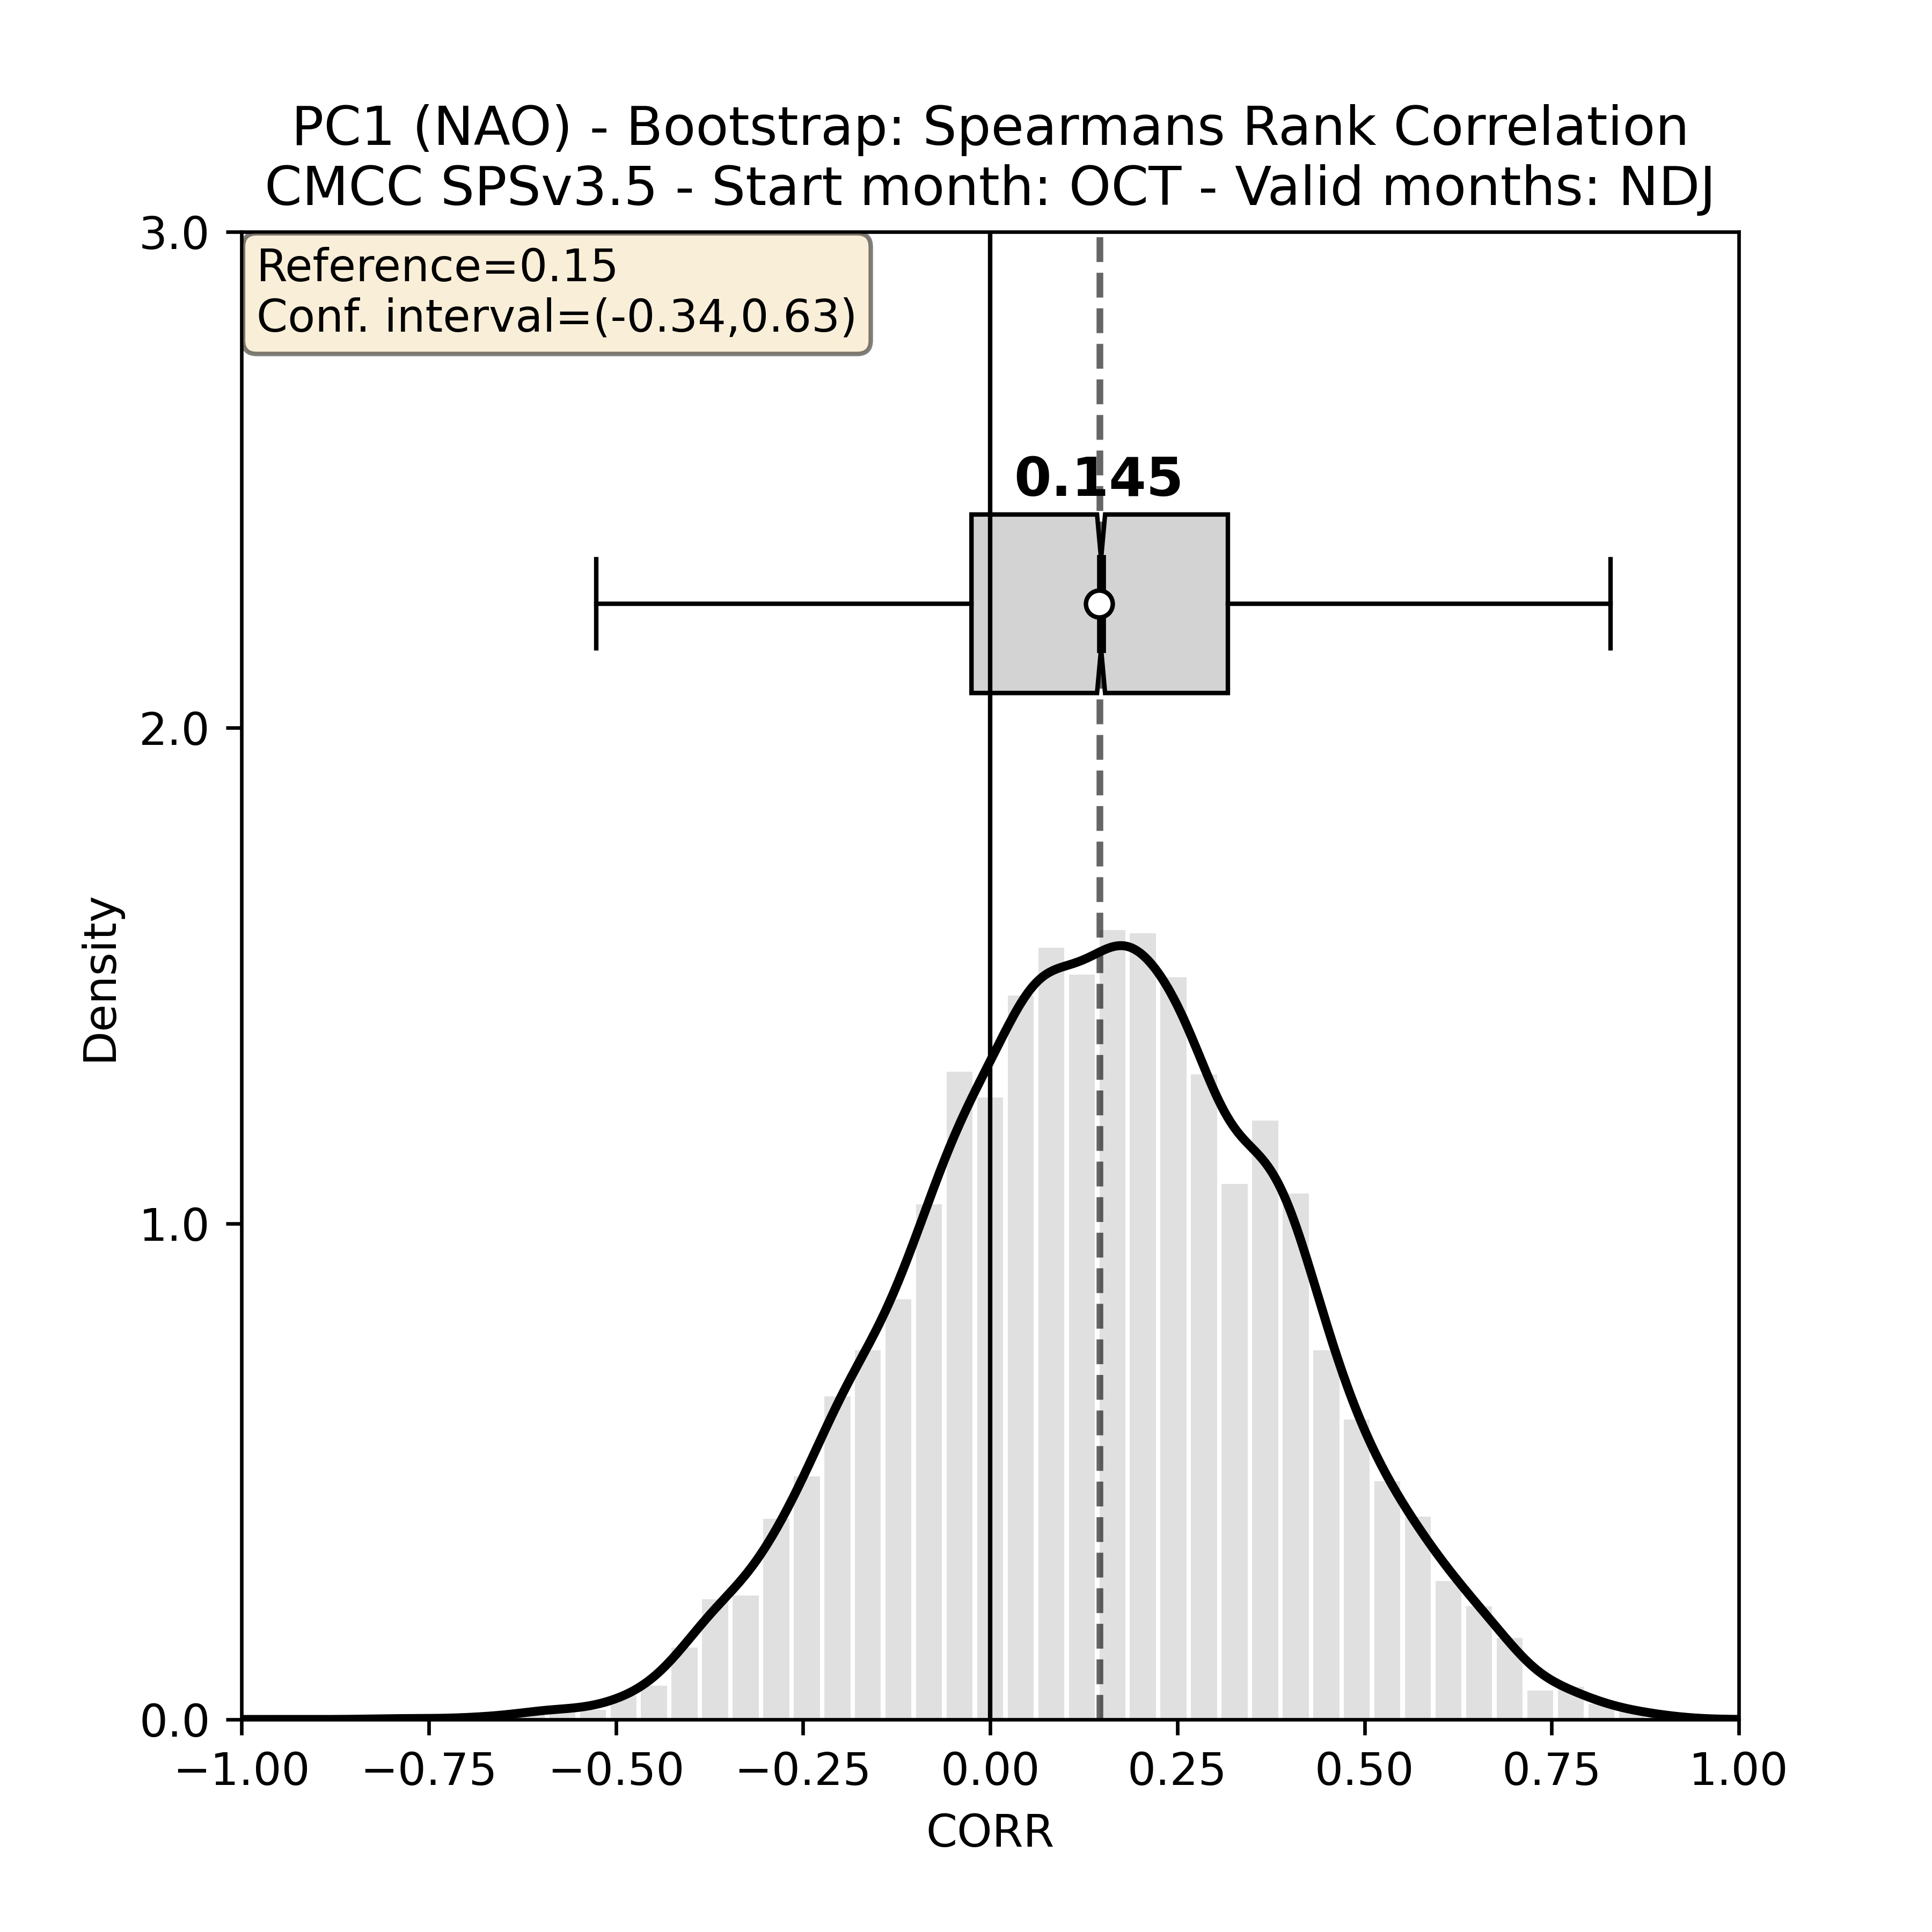 PC1 (NAO) - Bootstrap: Spearmans Rank Correlation
CMCC SPSv3.5 - Start month: OCT - Valid months: NDJ
3.0
Reference=0.15
Conf. interval=(-0.34,0.63)
0.145
2.0
Density
1.0
0.0
−1.00 −0.75 −0.50 −0.25 0.00 0.25 0.50 0.75 1.00
CORR